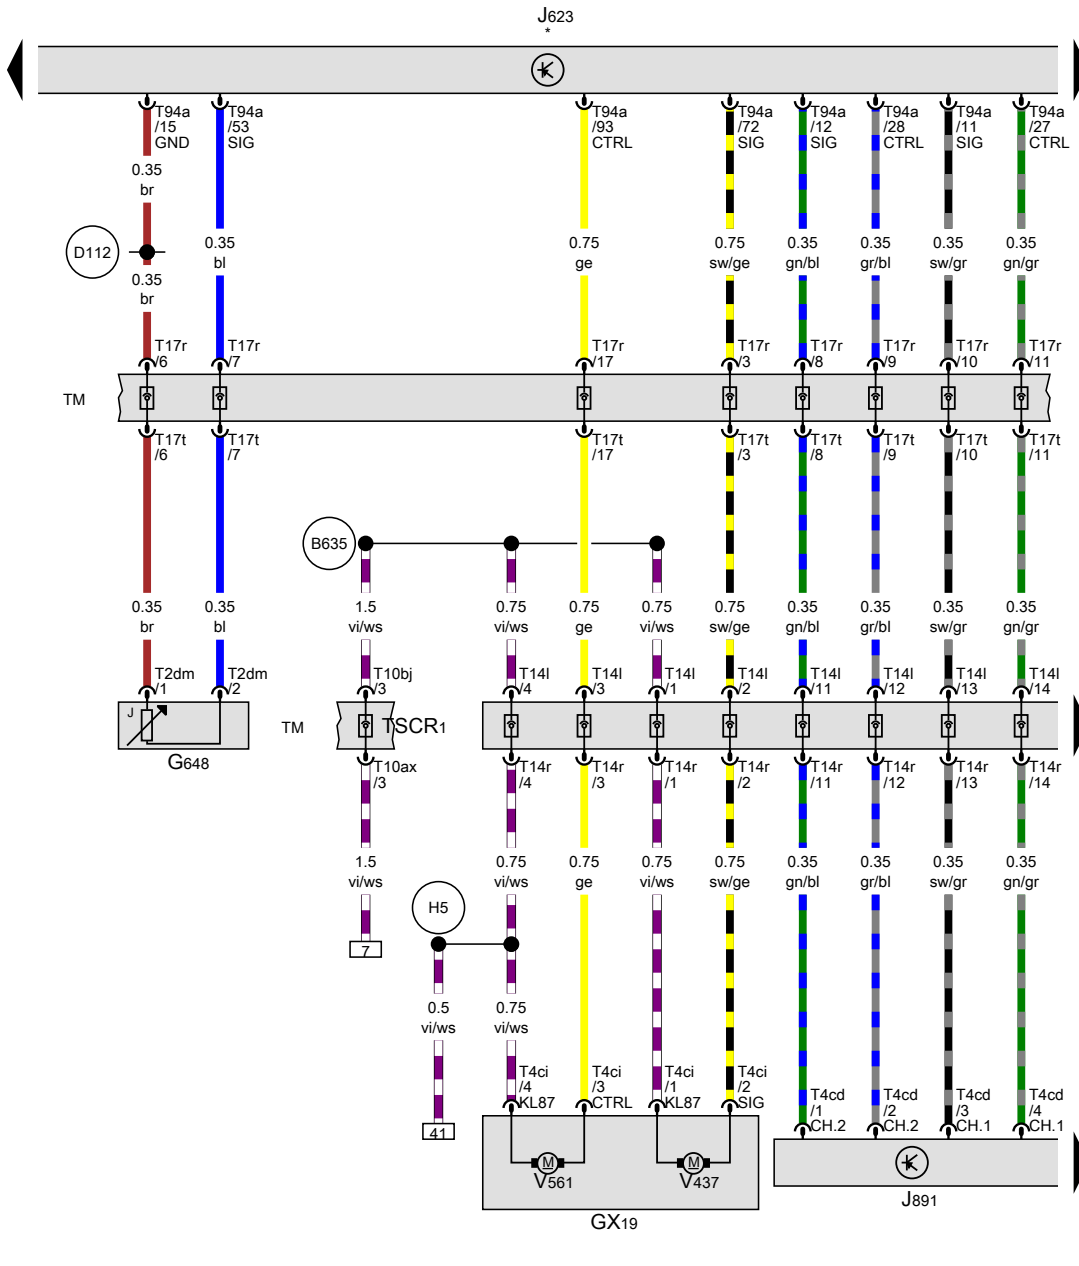 J623
*
T94a T94a T94a T94a T94a T94a T94a T94a
/15 /53 /93 /72 /12 /28 /11 /27
GND SIG CTRL SIG SIG CTRL SIG CTRL
0.35
br
D112
0.35 0.75 0.75 0.35 0.35 0.35 0.35
bl ge sw/ge gn/bl gr/bl sw/gr gn/gr
0.35
br
T17r T17r T17r T17r T17r T17r T17r T17r
/6 /7 /17 /3 /8 /9 /10 /11
TM
T17t T17t T17t T17t T17t T17t T17t T17t
/6 /7 /17 /3 /8 /9 /10 /11
B635
0.35 0.35 1.5 0.75 0.75 0.75 0.75 0.35 0.35 0.35 0.35
br bl vi/ws vi/ws ge vi/ws sw/ge gn/bl gr/bl sw/gr gn/gr
T2dm T2dm T10bj T14l T14l T14l T14l T14l T14l T14l T14l
/1 /2 /3 /4 /3 /1 /2 /11 /12 /13 /14
J
TM TSCR1
G648
T10ax T14r T14r T14r T14r T14r T14r T14r T14r
/3 /4 /3 /1 /2 /11 /12 /13 /14
1.5 0.75 0.75 0.75 0.75 0.35 0.35 0.35 0.35
vi/ws vi/ws ge vi/ws sw/ge gn/bl gr/bl sw/gr gn/gr
H5
7
0.5 0.75
vi/ws vi/ws
T4ci T4ci T4ci T4ci
/4 /3 /1 /2
KL87 CTRL KL87 SIG
T4cd T4cd T4cd T4cd
/1 /2 /3 /4
CH.2 CH.2 CH.1 CH.1
41
M M
V561 V437
J891
GX19